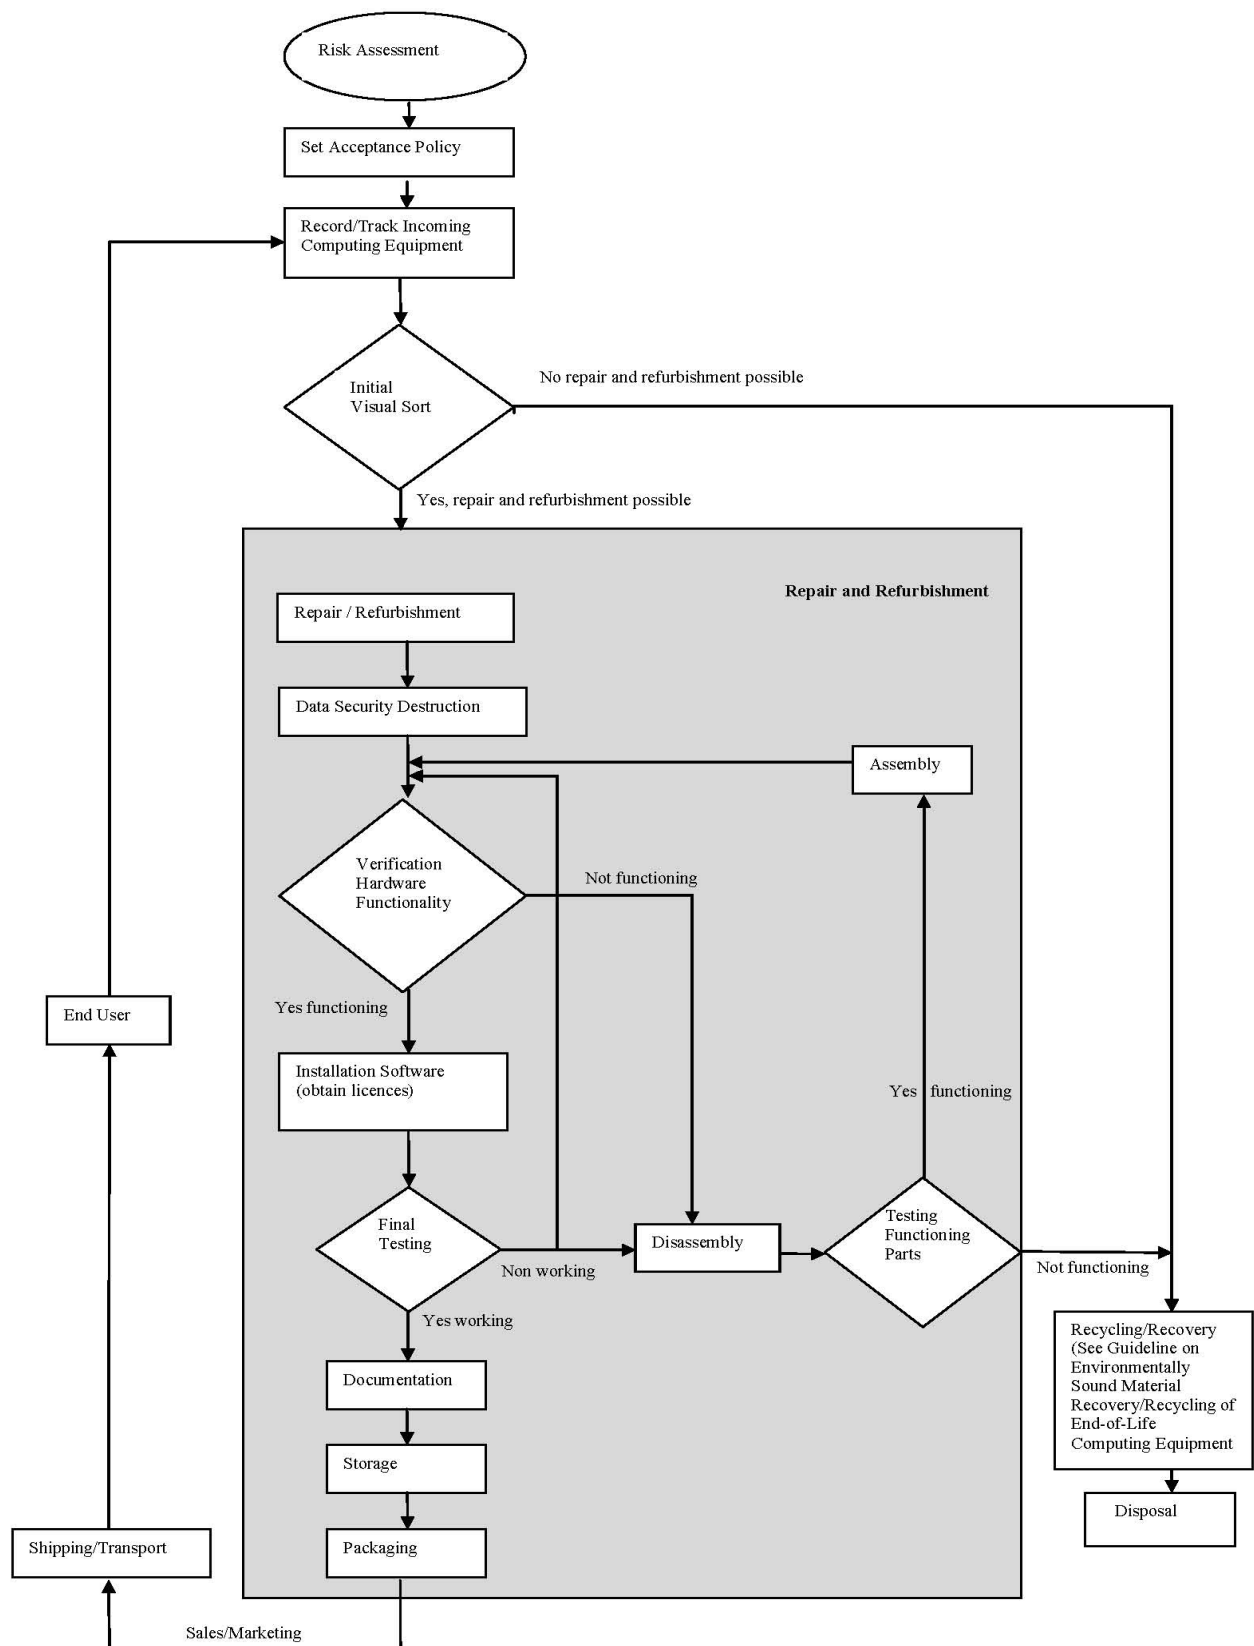 Risk Assessment
Set Acceptance Policy
Record/Track Incoming
Computing Equipment
Initial
Visual Sort
No repair and refurbishment possible
Yes, repair and refurbishment possible
Repair and Refurbishment
Repair / Refurbishment
Data Security Destruction
Assembly
Verification
Hardware
Functionality
Not functioning
Yes functioning
End User
Installation Software
(obtain licences)
Yes functioning
Final
Testing
Non working
Disassembly
Testing
Functioning
Parts
Not functioning
Yes working
Recycling/Recovery
(See Guideline on
Environmentally
Sound Material
Recovery/Recycling of
End-of-Life
Computing Equipment
Documentation
Storage
Disposal
Shipping/Transport
Packaging
Sales/Marketing